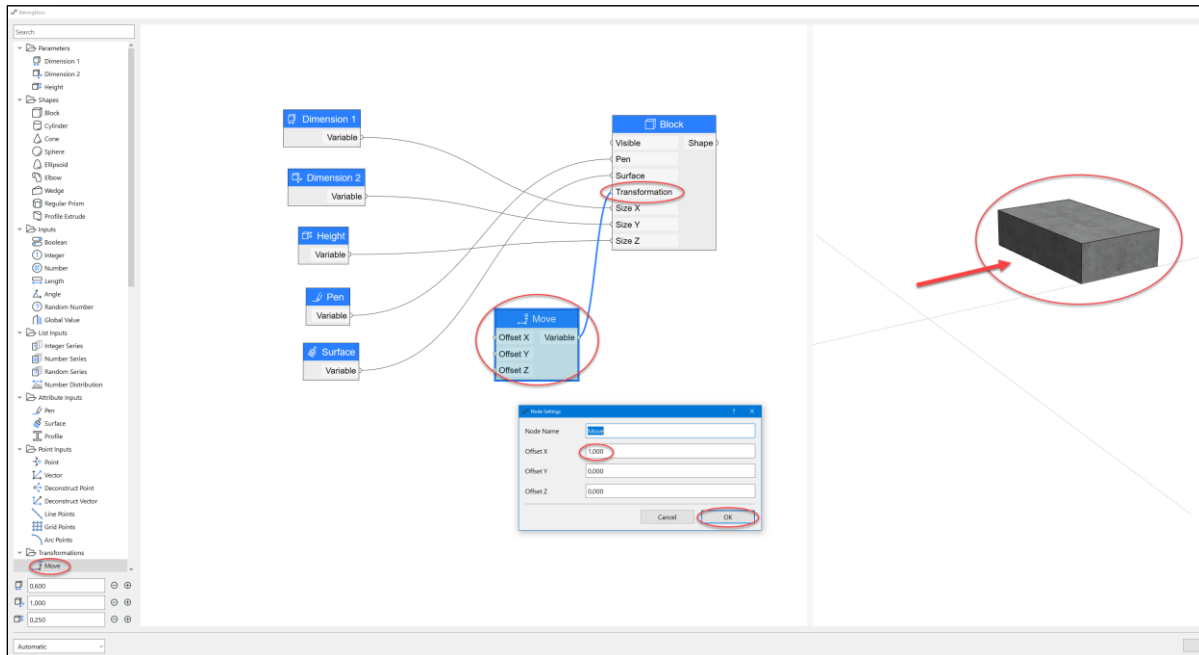 Search
Parameters
Dimension 1
Dimension 2
Height
Shapes
Block
Cylinder
Cone
Sphere
Ellipsoid
Elbow
Wedge
Regular Prism
Profile Extrude
Inputs
Boolean
Integer
Number
Length
Angle
Random Number
Global Value
List Inputs
Integer Series
Number Series
Random Series
Number Distribution
Attribute Inputs
Pen
Surface
Profile
Point Inputs
Point
Vector
Deconstruct Point
Deconstruct Vector
Line Points
Grid Points
Arc Points
Transformations
Move
0,600
1,000
0,250
Automatic
Dimension 1
Variable
Dimension 2
Variable
Height
Variable
Pen
Variable
Surface
Variable
Block
Visible Shape
Pen
Surface
Transformation
Size X
Size Y
Size Z
Move
Offset X Variable
Offset Y
Offset Z
Node Settings
Node Name Move
Offset X 1,000
Offset Y 0,000
Offset Z 0,000
Cancel OK